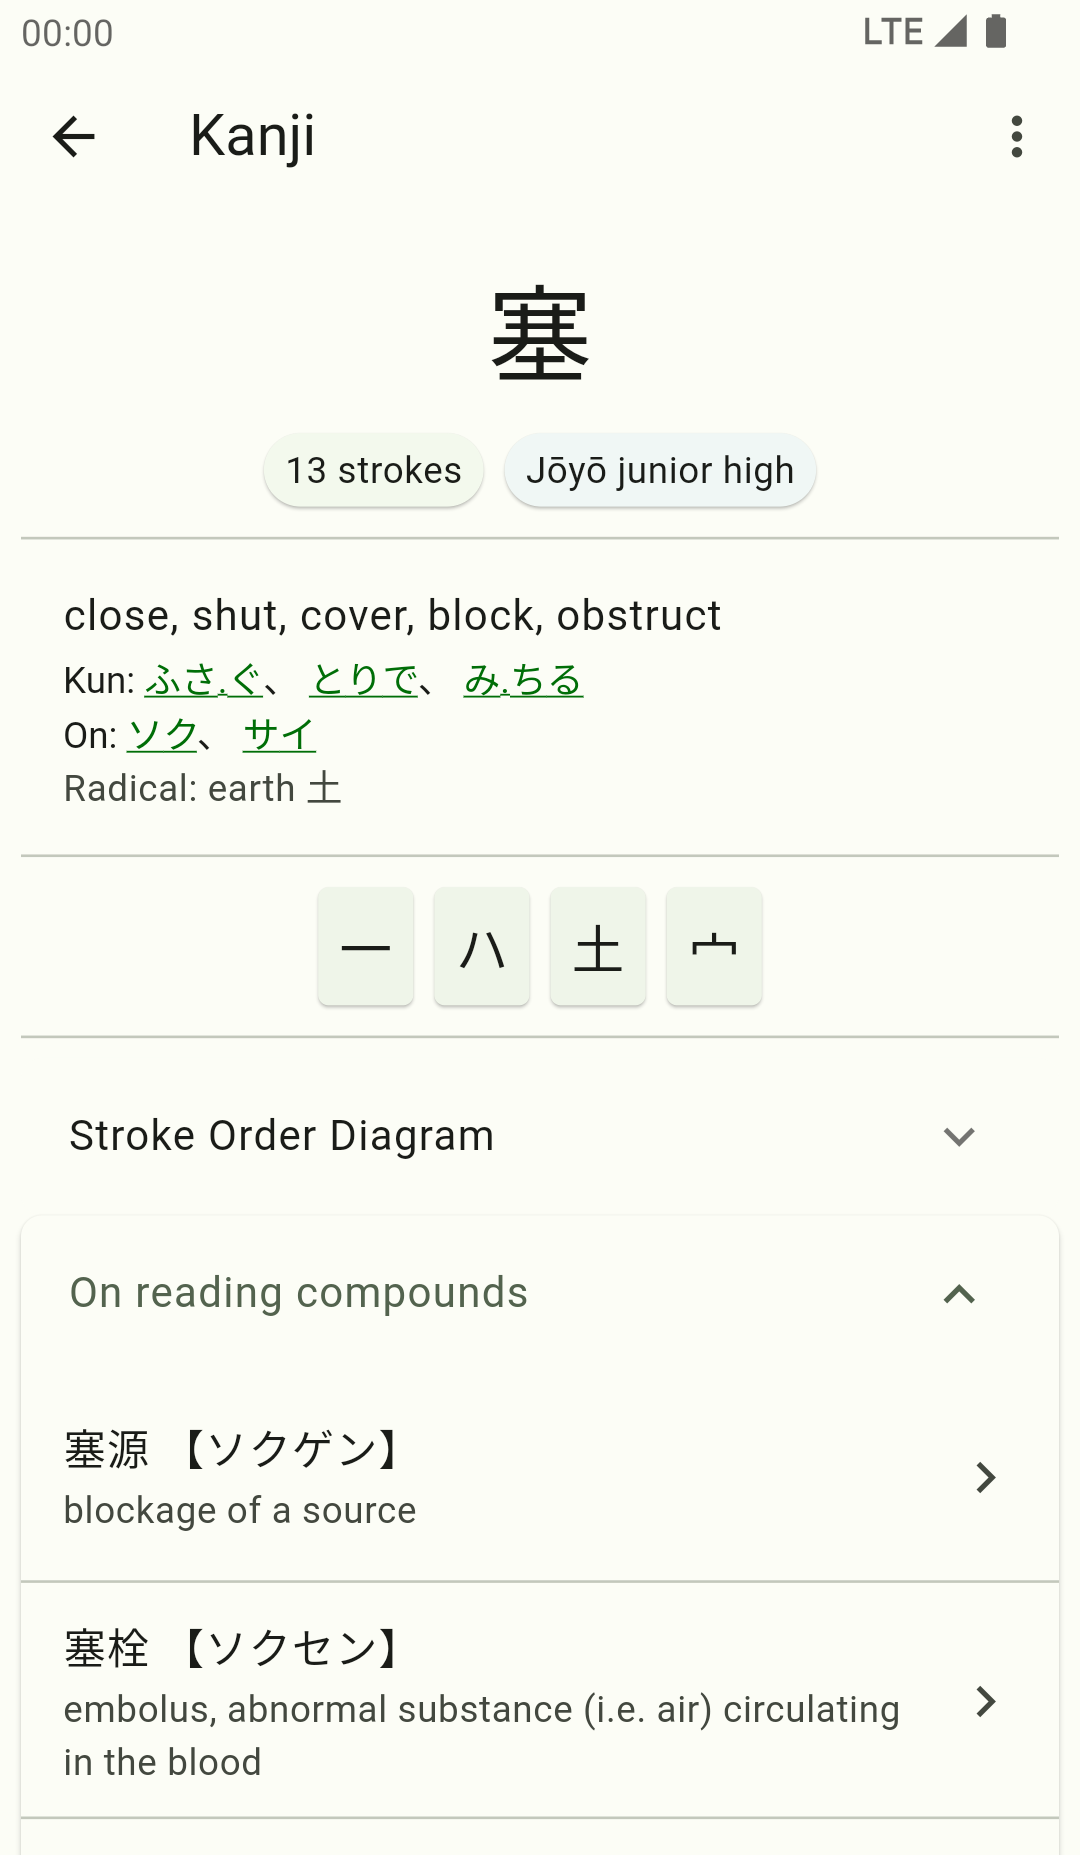 00:00 LTE
Kanji
塞
13 strokes Jōyō junior high
close, shut, cover, block, obstruct
Kun: ふさ.ぐ、 とりで、 み.ちる
On: ソク、 サイ
Radical: earth 土
一 ハ 土 宀
Stroke Order Diagram
On reading compounds
塞源 【ソクゲン】
blockage of a source
塞栓 【ソクセン】
embolus, abnormal substance (i.e. air) circulating
in the blood